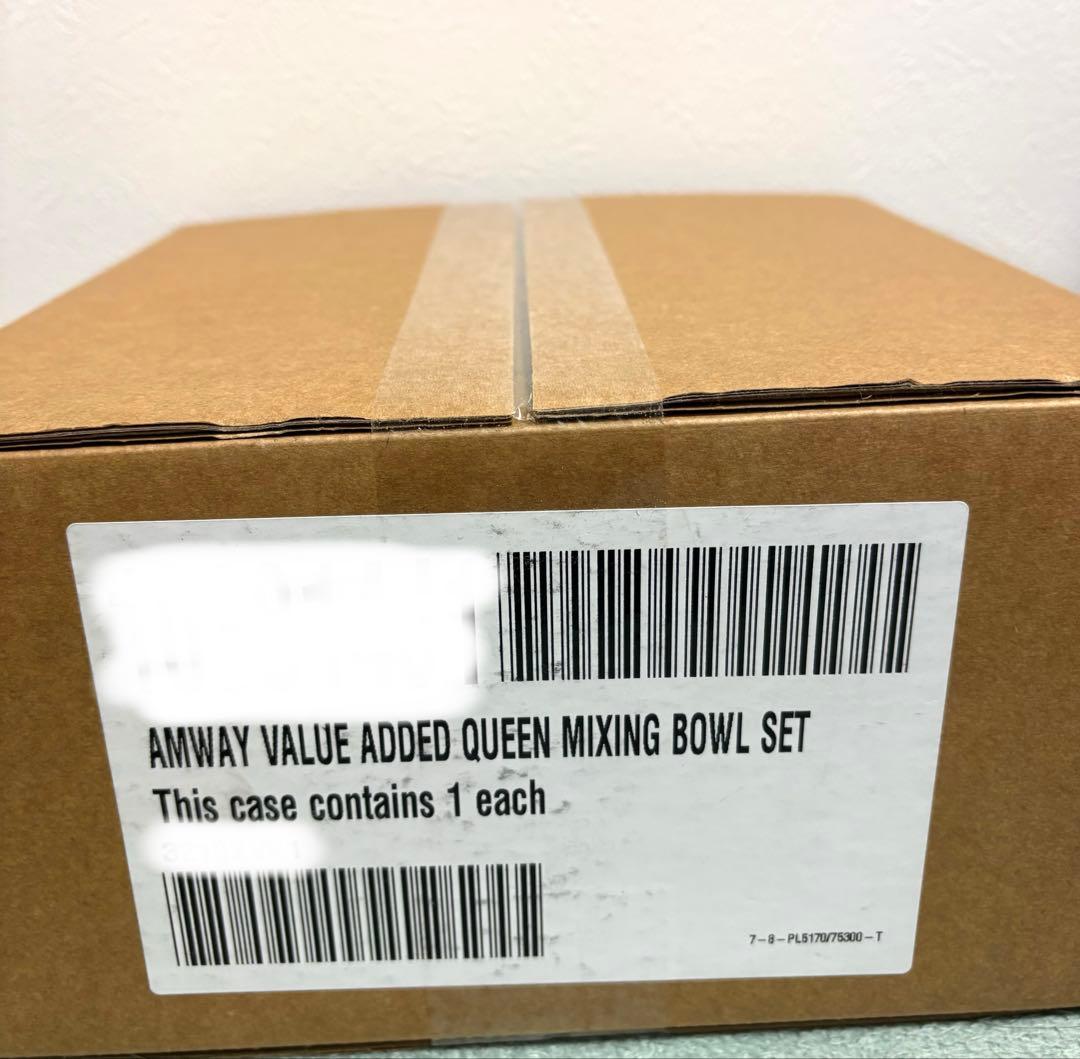 AMWAY VALUE ADDED QUEEN MIXING BOWL SET
This case contains 1 each
7-8-PL5170/75300-T